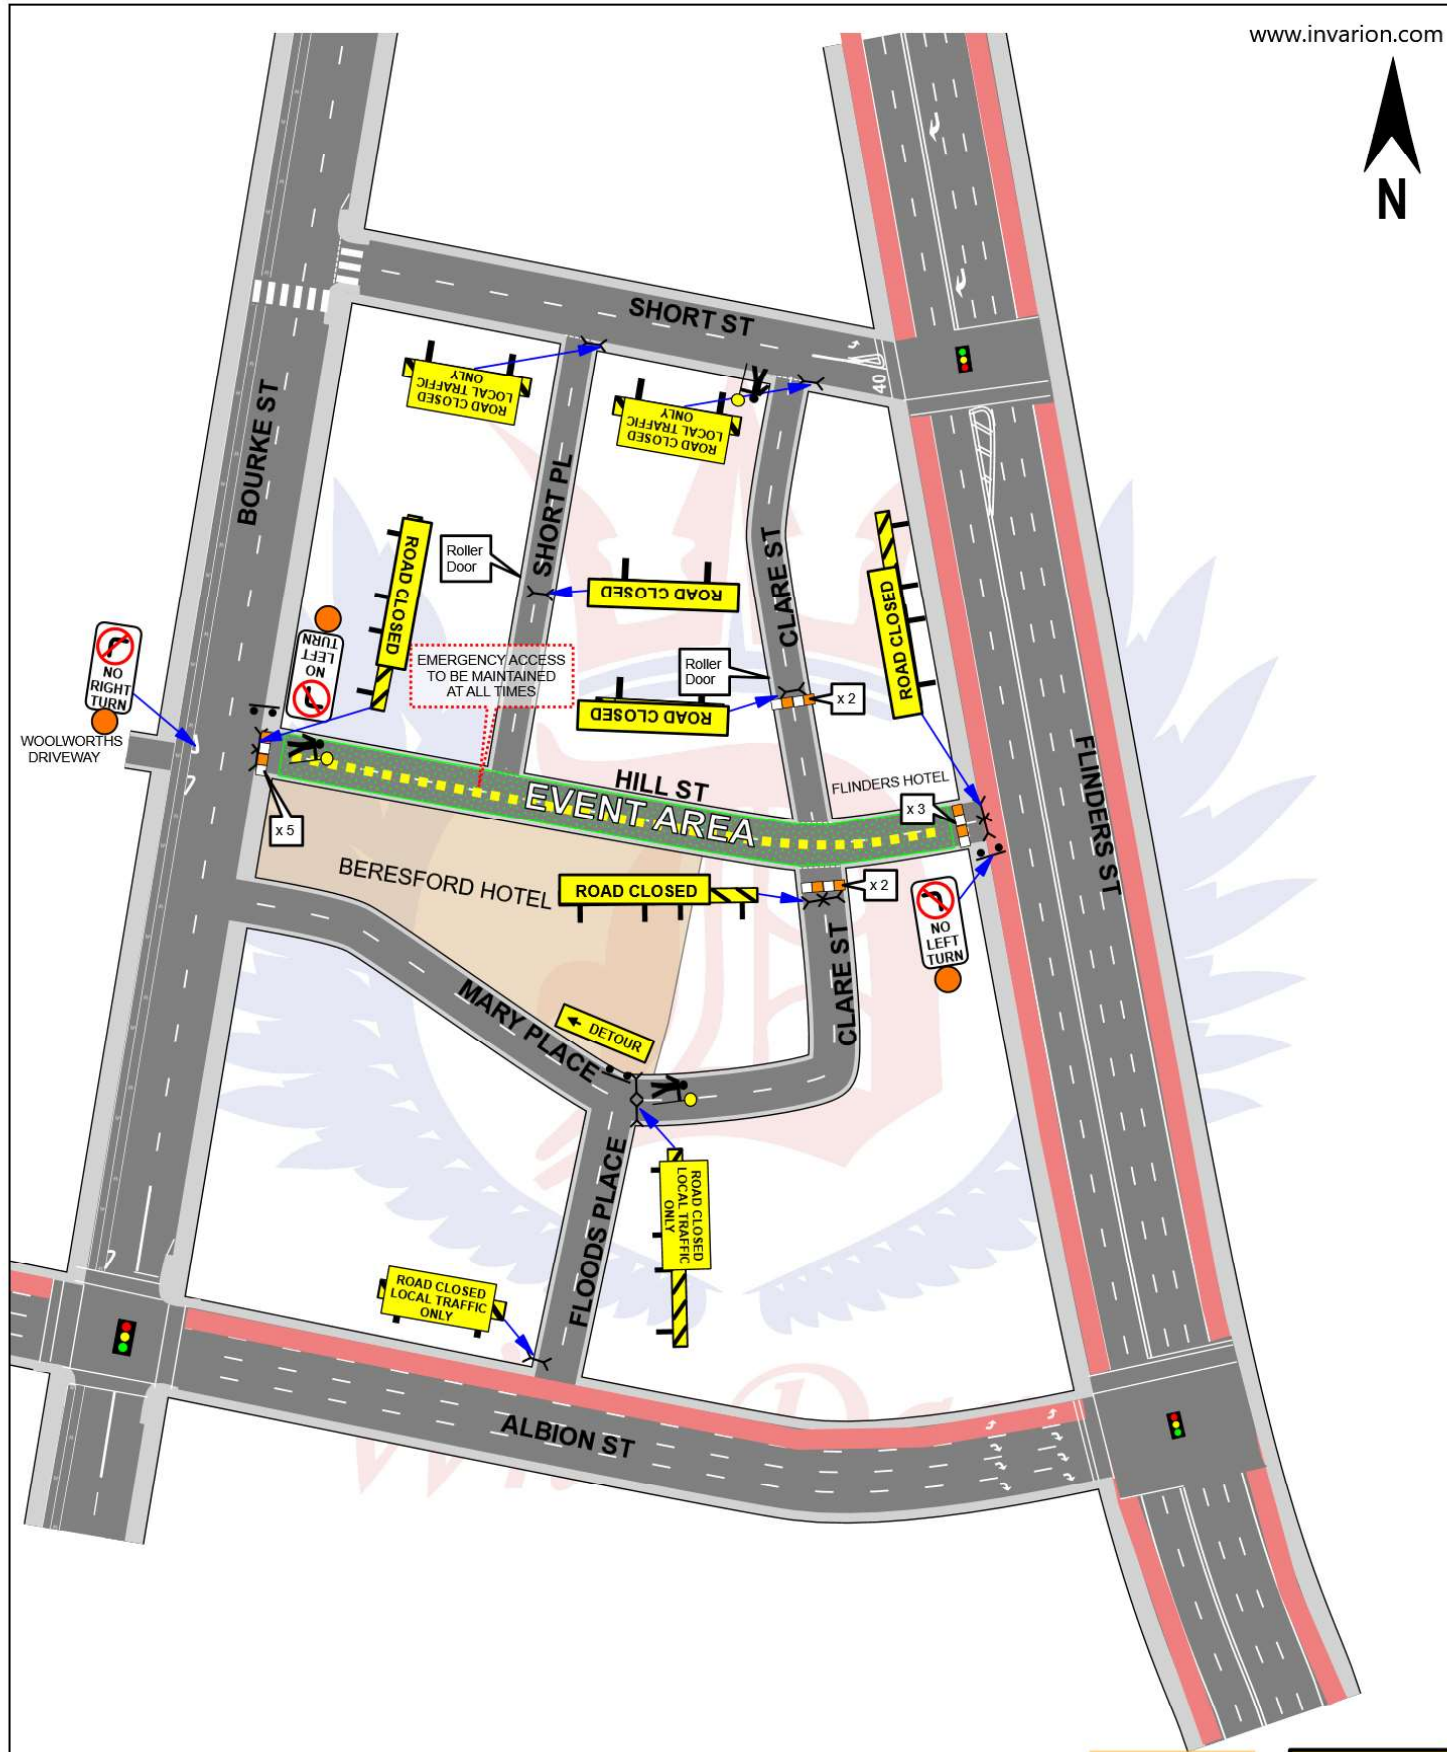 www.invarion.com
N
SHORT ST
40
ROAD CLOSED
LOCAL TRAFFIC
ONLY
ROAD CLOSED
LOCAL TRAFFIC
ONLY
BOURKE ST
SHORT PL
CLARE ST
Roller
Door
ROAD CLOSED
ROAD CLOSED
ROAD CLOSED
NO
LEFT
TURN
NO
RIGHT
TURN
WOOLWORTHS
DRIVEWAY
EMERGENCY ACCESS
TO BE MAINTAINED
AT ALL TIMES
Roller
Door
x 2
ROAD CLOSED
FLINDERS ST
HILL ST
FLINDERS HOTEL
EVENT AREA
x 3
x 5
BERESFORD HOTEL
ROAD CLOSED
x 2
NO
LEFT
TURN
CLARE ST
MARY PLACE
DETOUR
FLOODS PLACE
ROAD CLOSED
LOCAL TRAFFIC
ONLY
ROAD CLOSED
LOCAL TRAFFIC
ONLY
ALBION ST